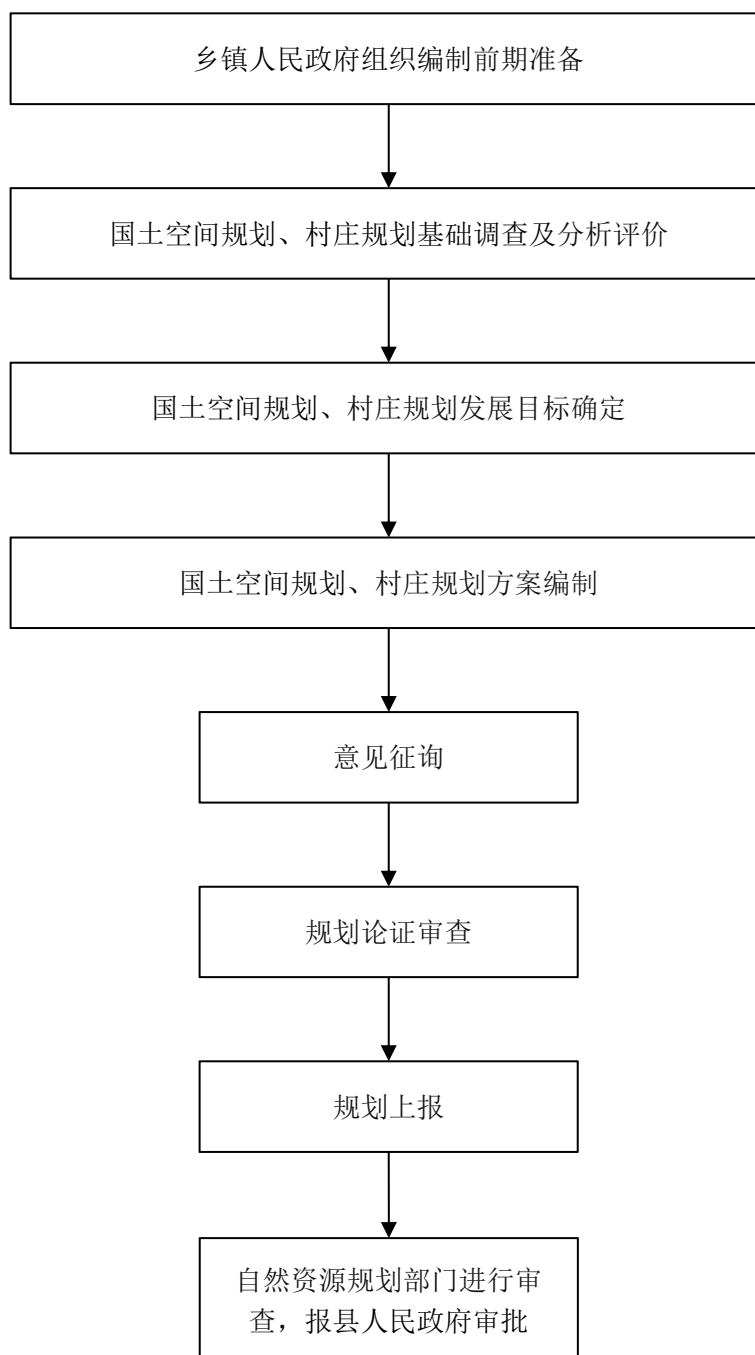 乡镇人民政府组织编制前期准备
国土空间规划、村庄规划基础调查及分析评价
国土空间规划、村庄规划发展目标确定
国土空间规划、村庄规划方案编制
意见征询
规划论证审查
规划上报
自然资源规划部门进行审
查，报县人民政府审批